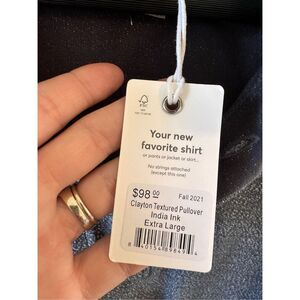 FSC
Your new
favorite shirt
or pants or jacket or skirt...
No strings attached
(except this one)
$98.00
Fall 2021
Clayton Textured Pullover
India Ink
Extra Large